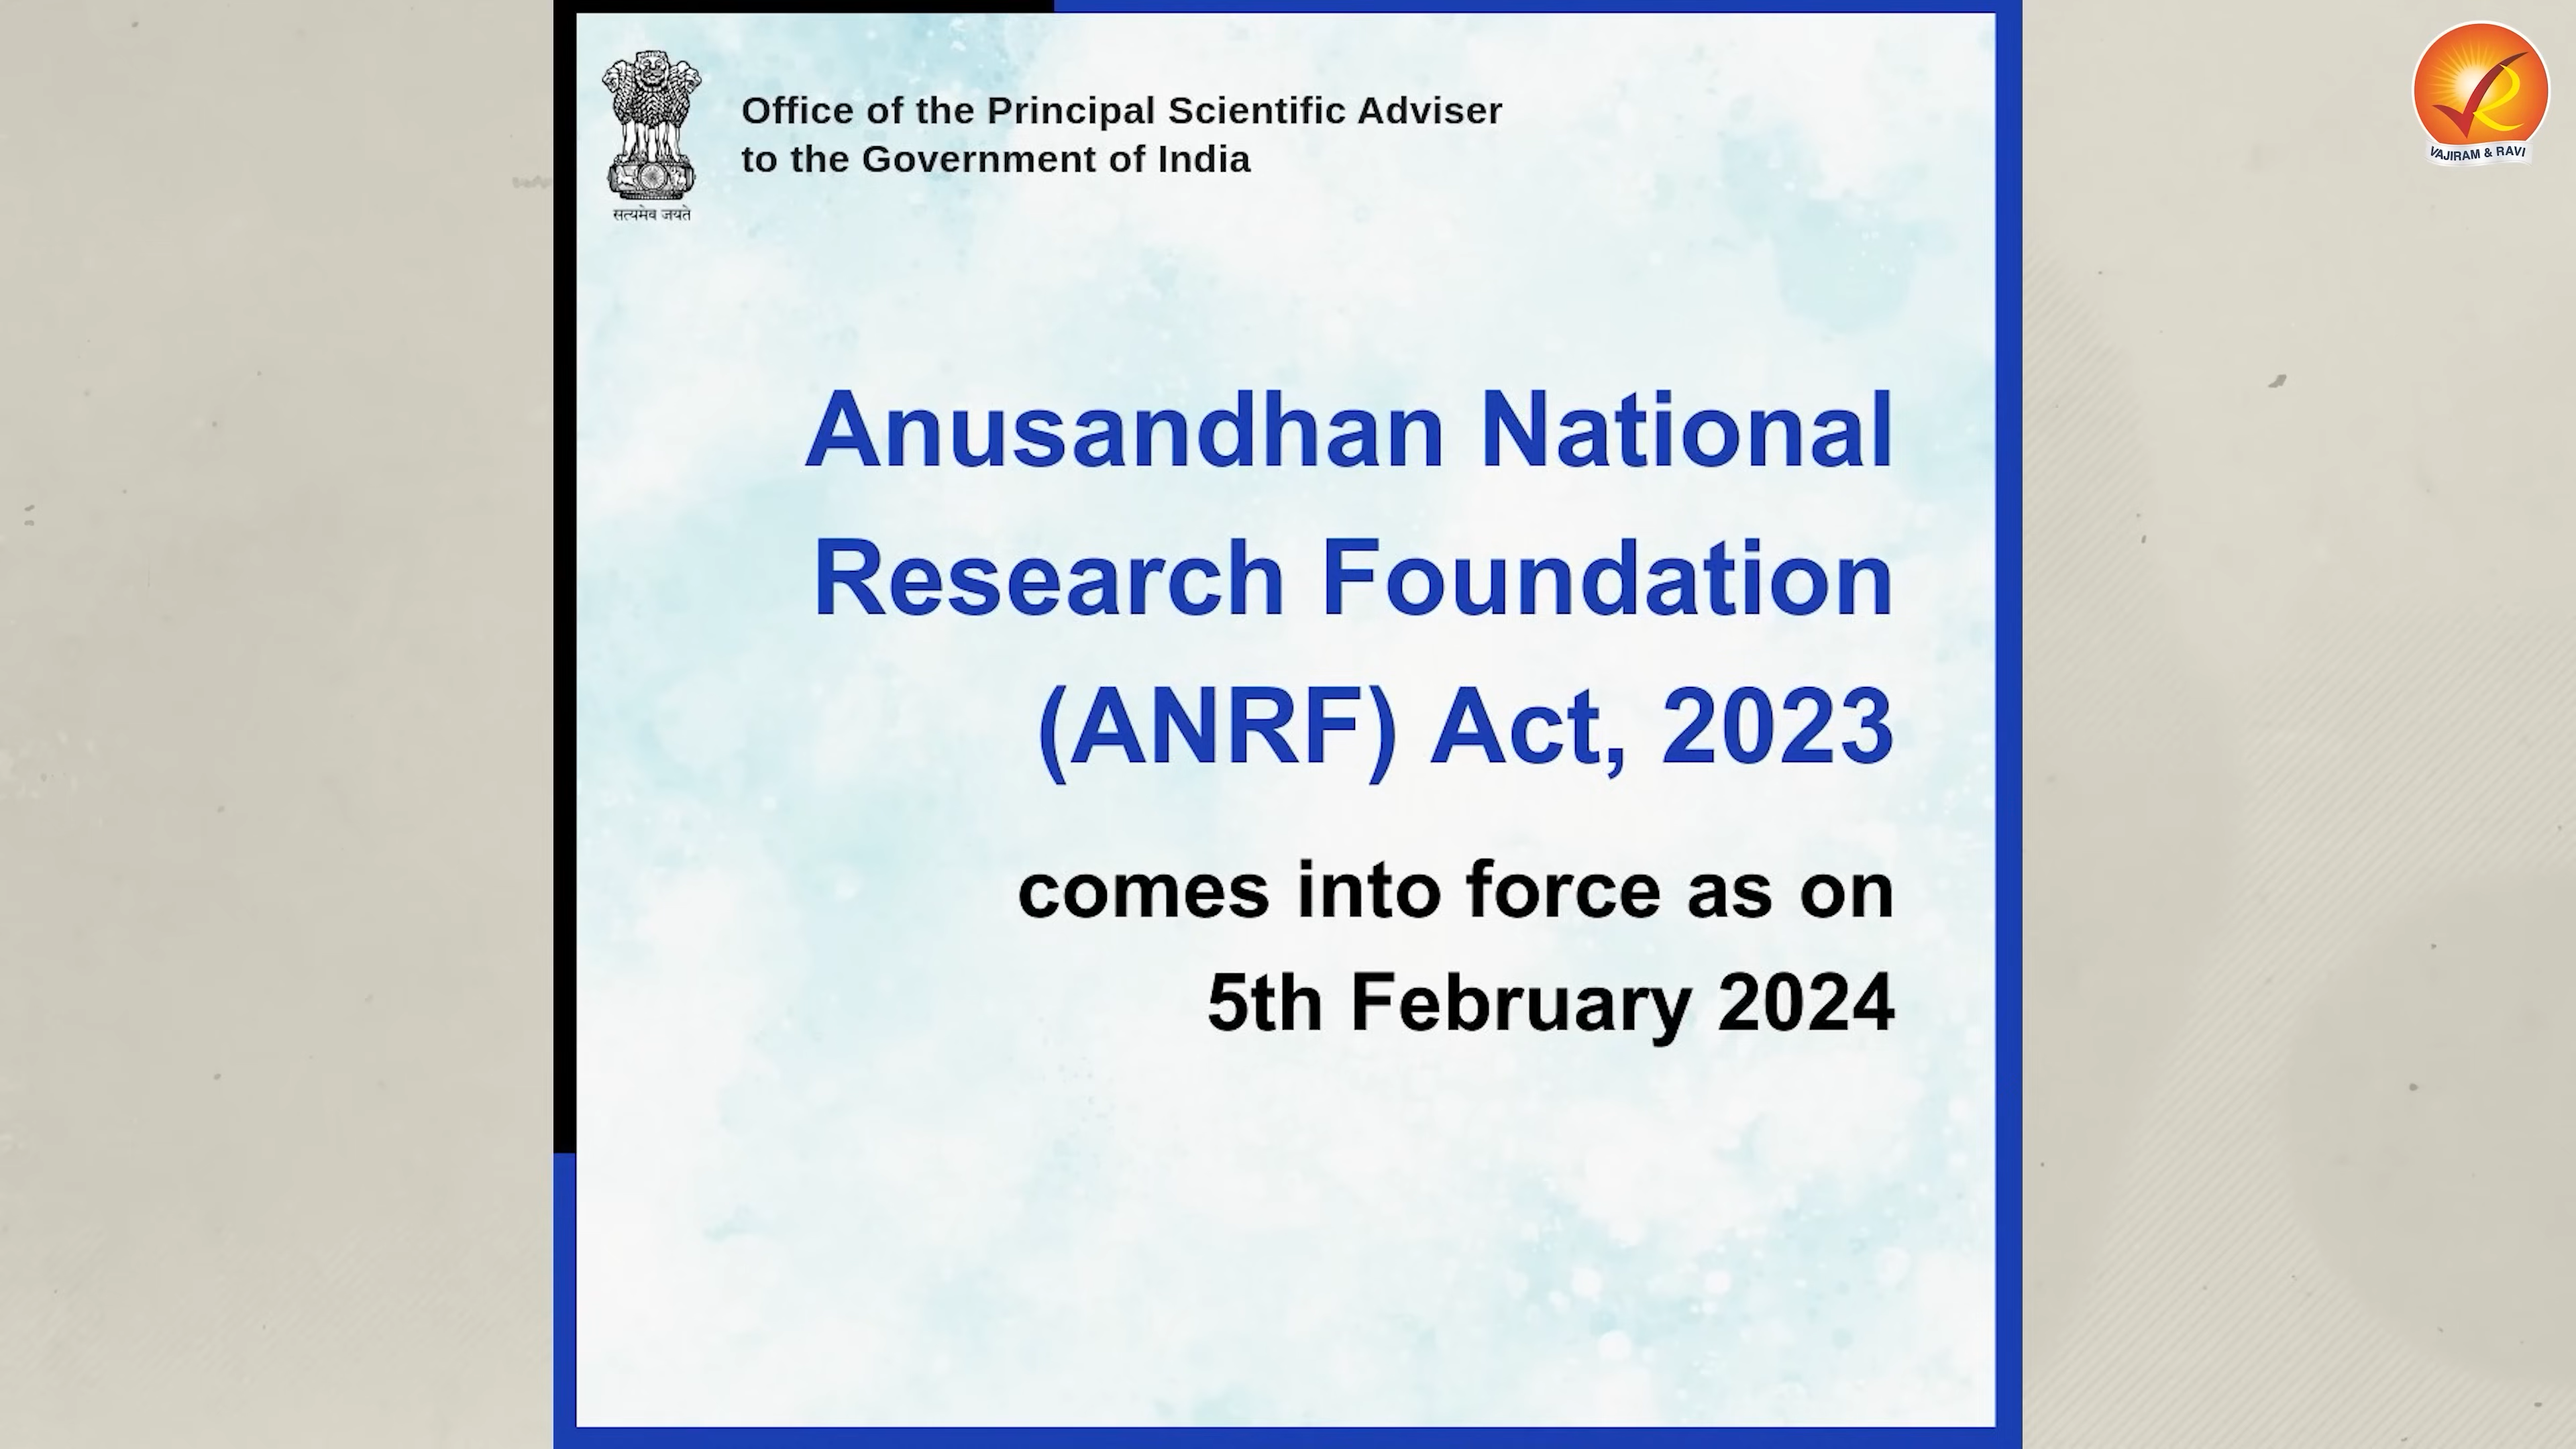 Office of the Principal Scientific Adviser
to the Government of India
सत्यमेव जयते
VAJIRAM & RAVI
Anusandhan National
Research Foundation
(ANRF) Act, 2023
comes into force as on
5th February 2024